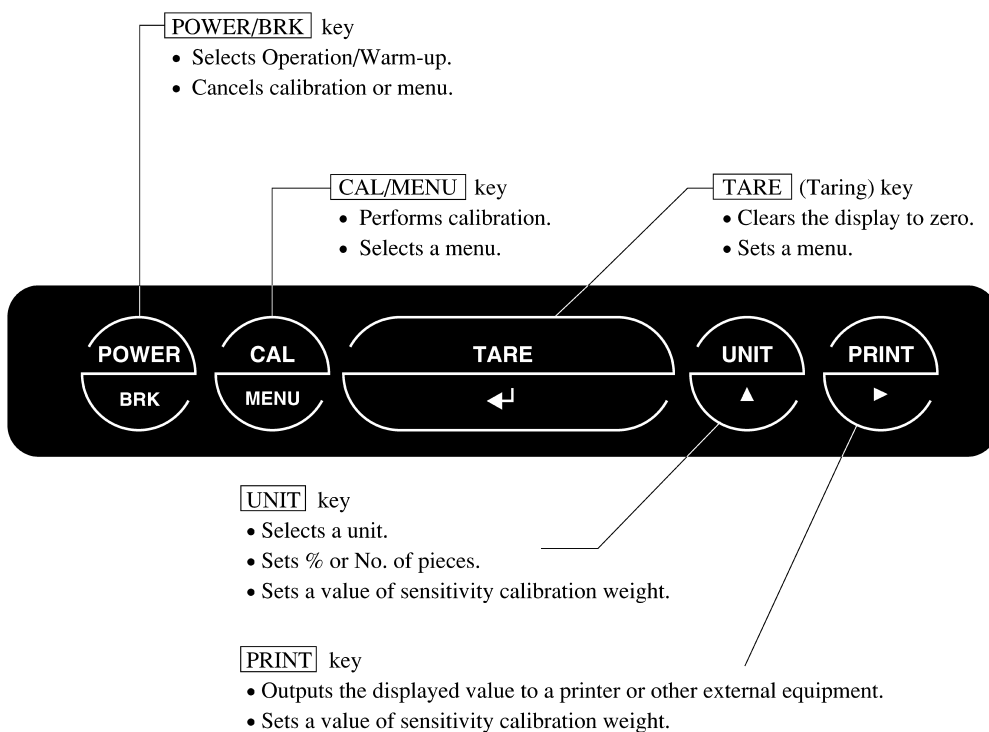 POWER/BRK key
• Selects Operation/Warm-up.
• Cancels calibration or menu.
CAL/MENU key
• Performs calibration.
• Selects a menu.
TARE (Taring) key
• Clears the display to zero.
• Sets a menu.
POWER
BRK
CAL
MENU
TARE
UNIT
PRINT
UNIT key
• Selects a unit.
• Sets % or No. of pieces.
• Sets a value of sensitivity calibration weight.
PRINT key
• Outputs the displayed value to a printer or other external equipment.
• Sets a value of sensitivity calibration weight.